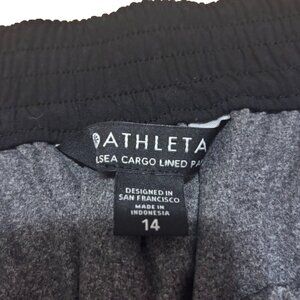 ATHLETA
LSEA CARGO LINED PA
DESIGNED IN
SAN FRANCISCO
MADE IN
INDONESIA
14